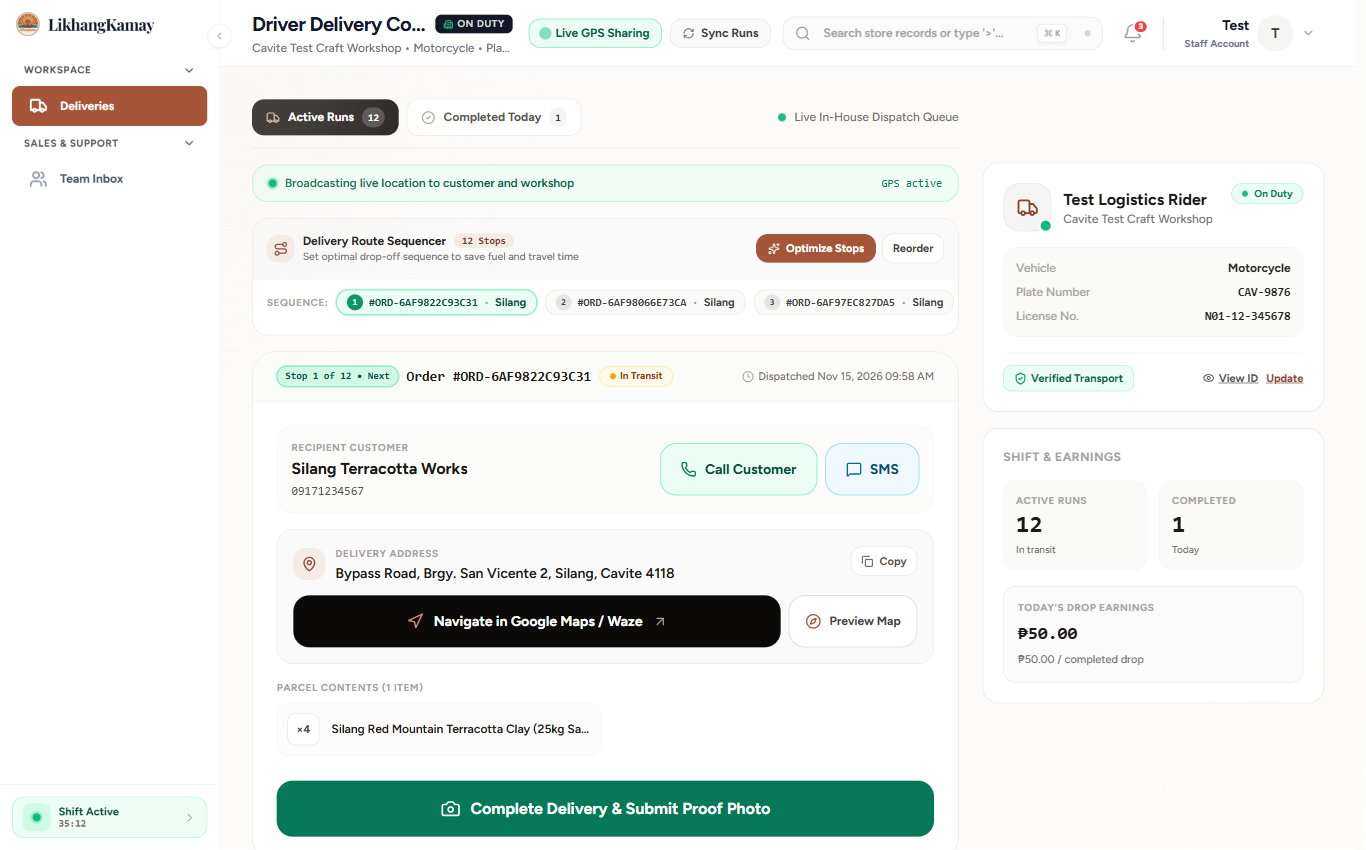 LikhangKamay
WORKSPACE
Deliveries
SALES & SUPPORT
Team Inbox
Shift Active
35:12
Driver Delivery Co...
ON DUTY
Cavite Test Craft Workshop • Motorcycle • Pla...
Live GPS Sharing
Sync Runs
Search store records or type '>'...
⌘ K
3
Test
Staff Account
T
Active Runs 12
Completed Today 1
Live In-House Dispatch Queue
Broadcasting live location to customer and workshop
GPS active
Delivery Route Sequencer 12 Stops
Set optimal drop-off sequence to save fuel and travel time
Optimize Stops
Reorder
SEQUENCE:
1 #ORD-6AF9822C93C31 · Silang
2 #ORD-6AF98066E73CA · Silang
3 #ORD-6AF97EC827DA5 · Silang
Stop 1 of 12 • Next
Order #ORD-6AF9822C93C31
In Transit
Dispatched Nov 15, 2026 09:58 AM
RECIPIENT CUSTOMER
Silang Terracotta Works
09171234567
Call Customer
SMS
DELIVERY ADDRESS
Bypass Road, Brgy. San Vicente 2, Silang, Cavite 4118
Copy
Navigate in Google Maps / Waze
Preview Map
PARCEL CONTENTS (1 ITEM)
×4
Silang Red Mountain Terracotta Clay (25kg Sa...
Complete Delivery & Submit Proof Photo
Test Logistics Rider
On Duty
Cavite Test Craft Workshop
Vehicle Motorcycle
Plate Number CAV-9876
License No. N01-12-345678
Verified Transport
View ID
Update
SHIFT & EARNINGS
ACTIVE RUNS
12
In transit
COMPLETED
1
Today
TODAY'S DROP EARNINGS
₱50.00
₱50.00 / completed drop